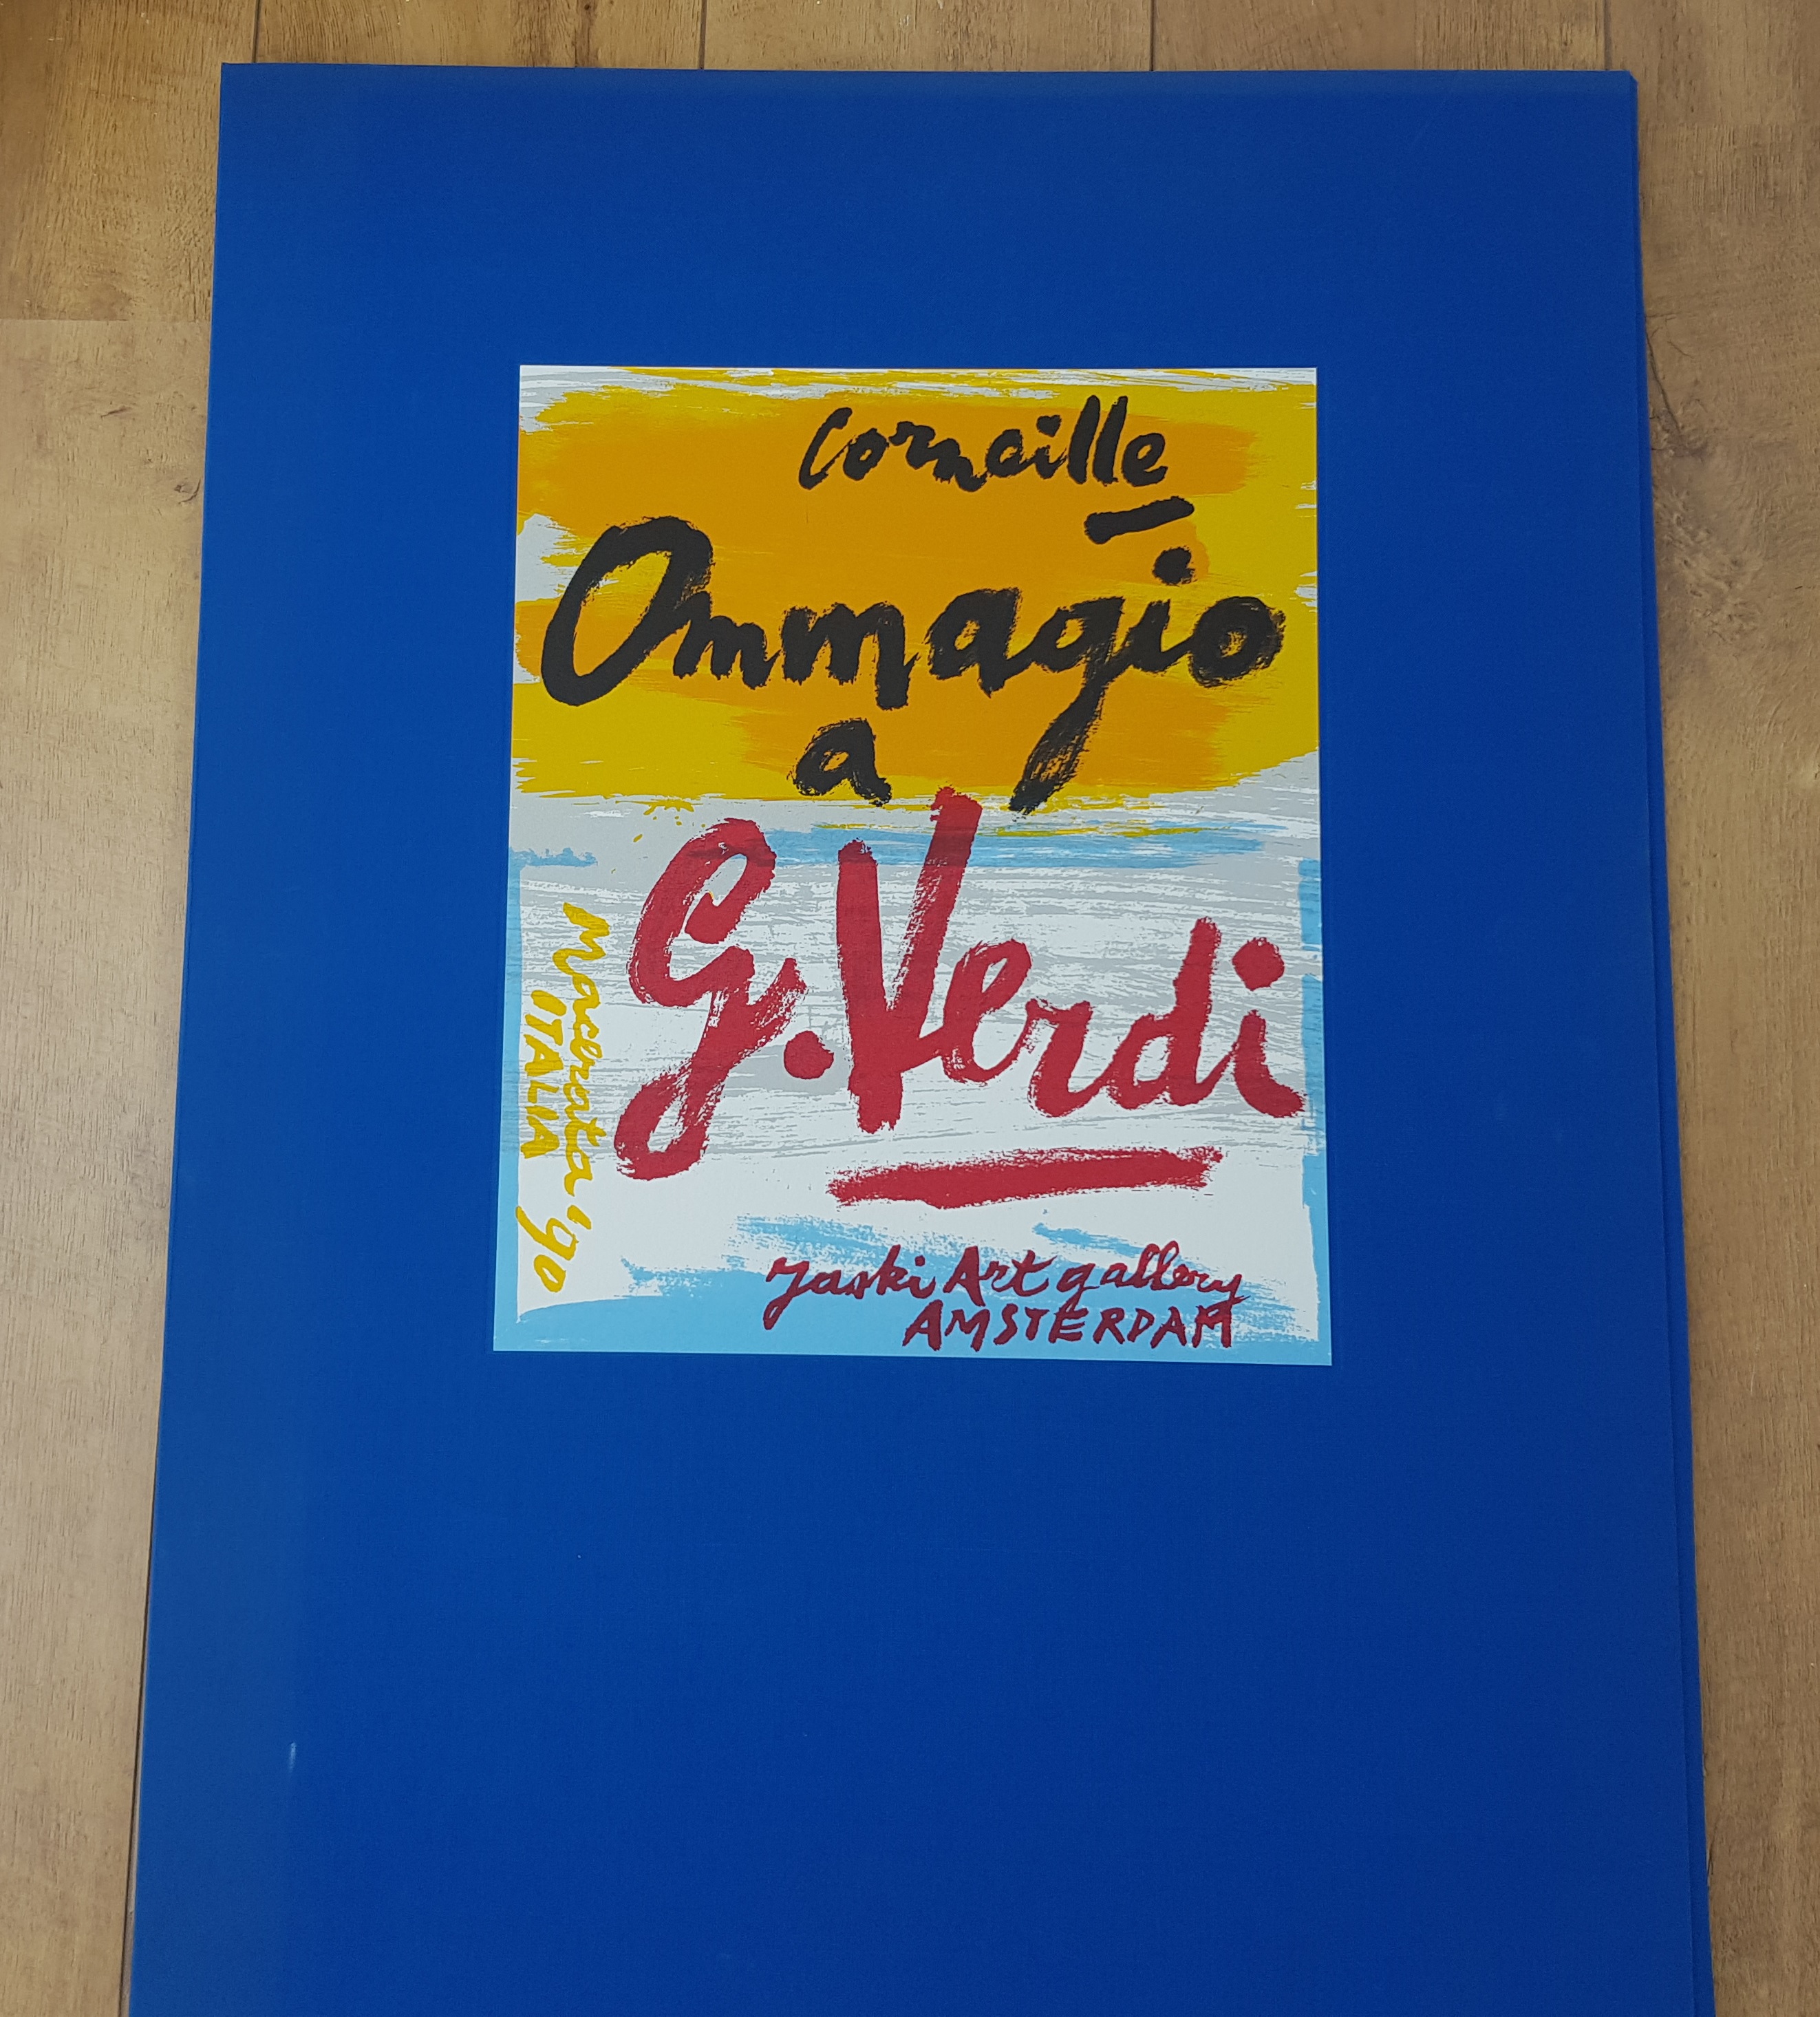 Corneille
Ommagio
a
G. Verdi
Macerata '90
ITALIA
Jaski Art gallery
AMSTERDAM